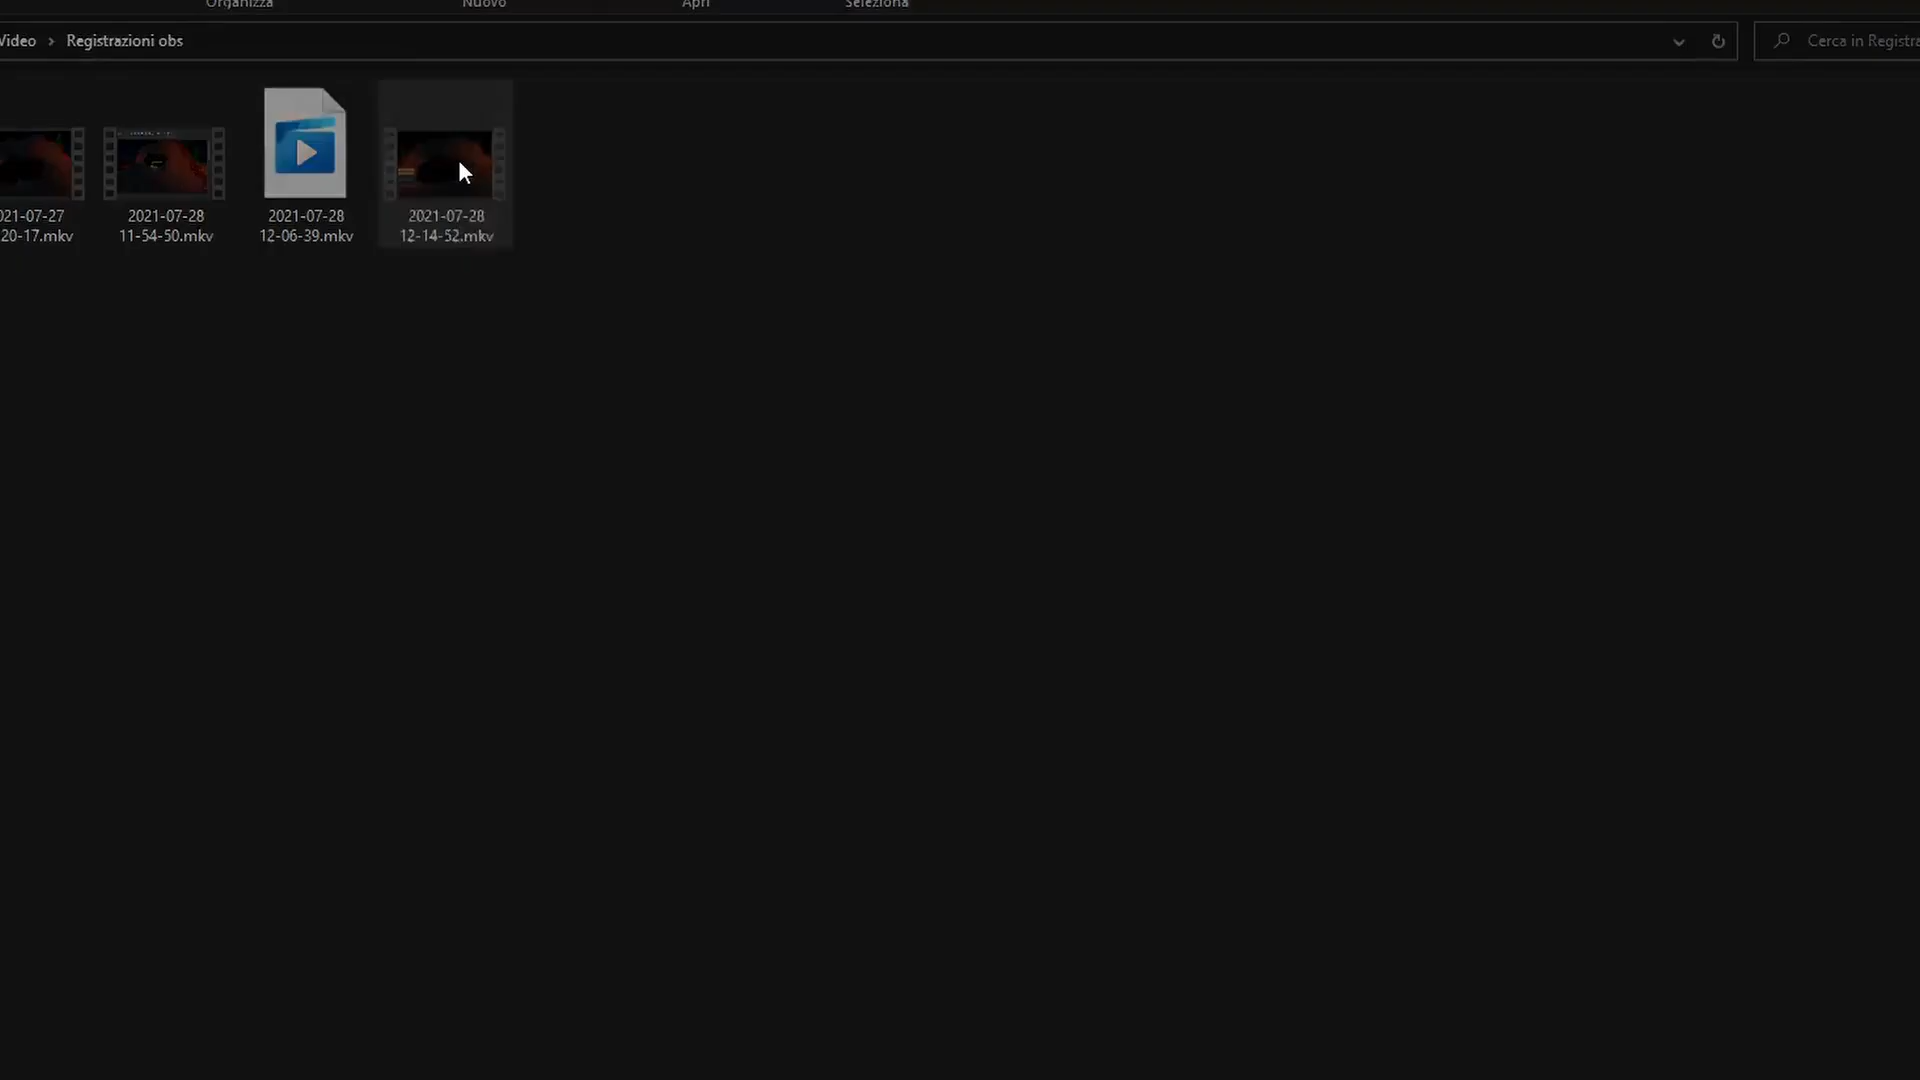 Organizza Nuovo Apri Seleziona
Video > Registrazioni obs
Cerca in Registra
021-07-27
20-17.mkv
2021-07-28
11-54-50.mkv
2021-07-28
12-06-39.mkv
2021-07-28
12-14-52.mkv